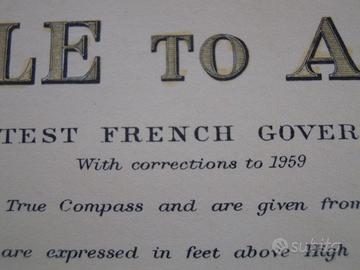 LE TO A
TEST FRENCH GOVER
With corrections to 1959
True Compass and are given from
are expressed in feet above High
subito